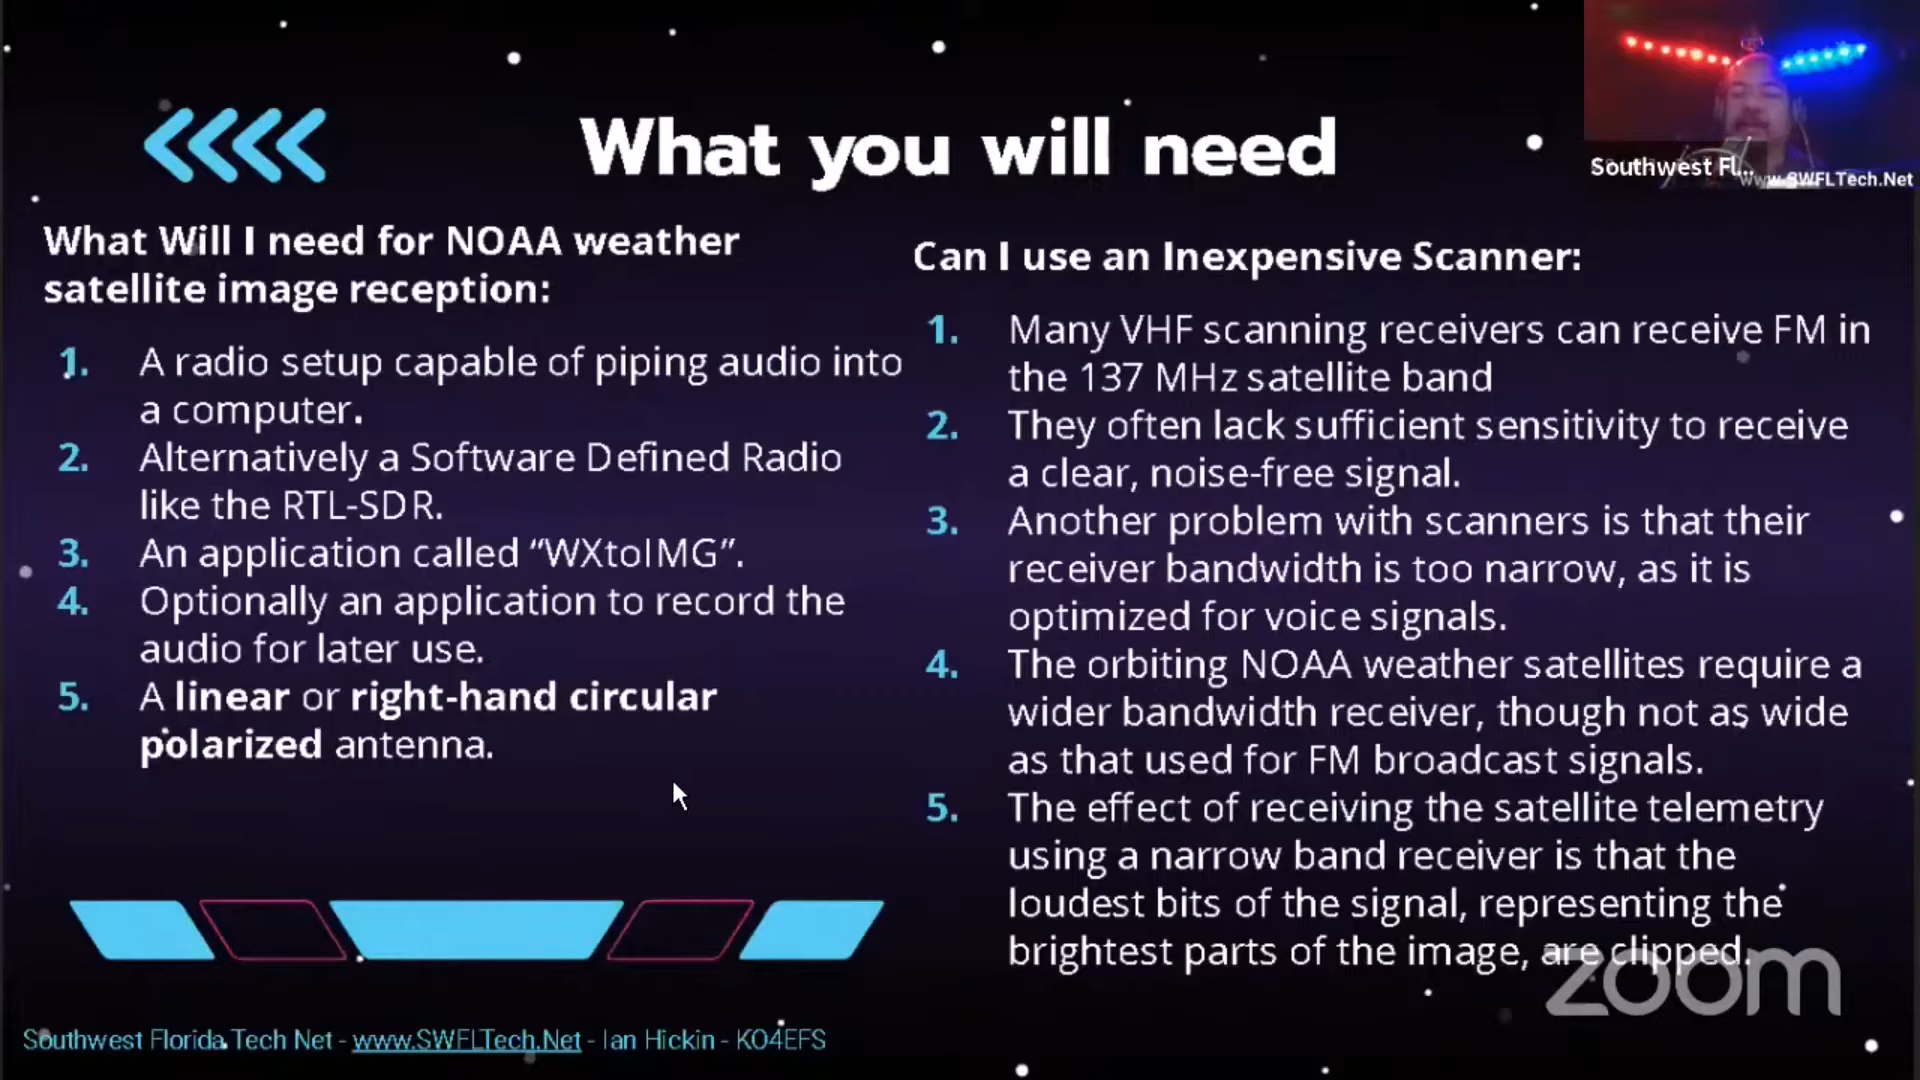 What you will need
Southwest Fl...
www.SWFLTech.Net
What Will I need for NOAA weather
satellite image reception:
1. A radio setup capable of piping audio into
a computer.
2. Alternatively a Software Defined Radio
like the RTL-SDR.
3. An application called “WXtoIMG”.
4. Optionally an application to record the
audio for later use.
5. A linear or right-hand circular
polarized antenna.
Can I use an Inexpensive Scanner:
1. Many VHF scanning receivers can receive FM in
the 137 MHz satellite band
2. They often lack sufficient sensitivity to receive
a clear, noise-free signal.
3. Another problem with scanners is that their
receiver bandwidth is too narrow, as it is
optimized for voice signals.
4. The orbiting NOAA weather satellites require a
wider bandwidth receiver, though not as wide
as that used for FM broadcast signals.
5. The effect of receiving the satellite telemetry
using a narrow band receiver is that the
loudest bits of the signal, representing the
brightest parts of the image, are clipped.
zoom
Southwest Florida Tech Net - www.SWFLTech.Net - Ian Hickin - KO4EFS